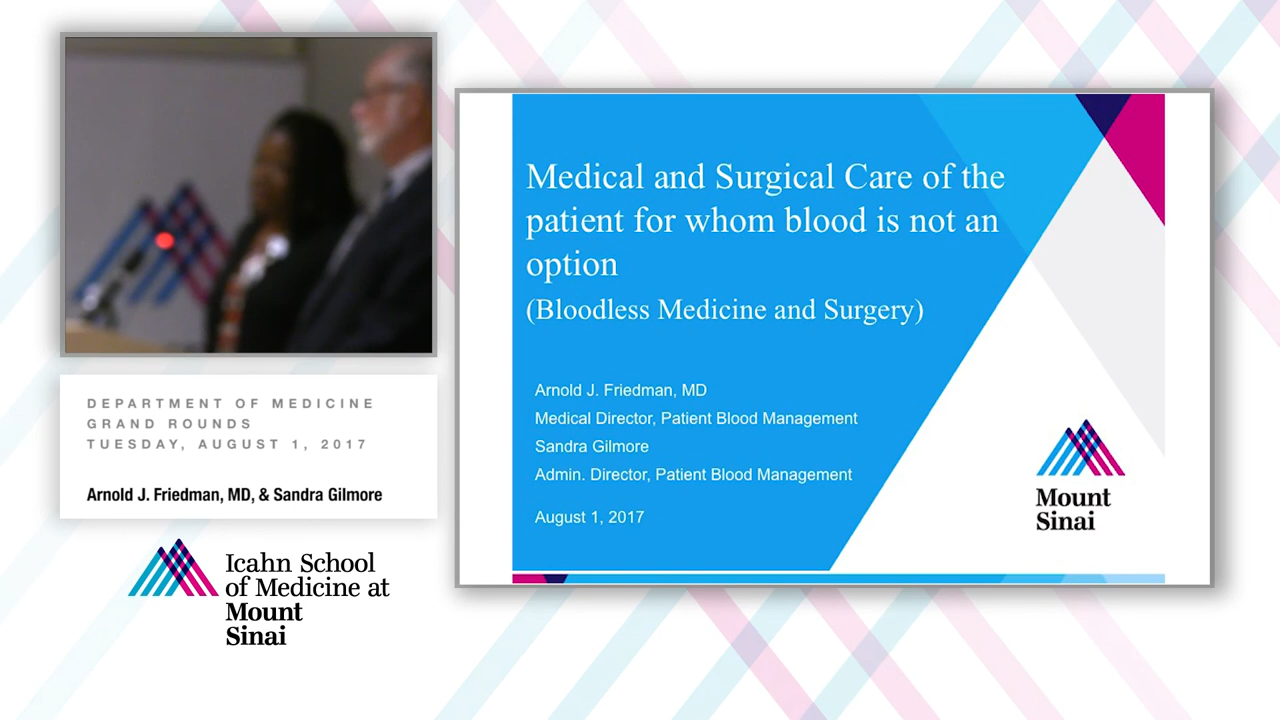 DEPARTMENT OF MEDICINE
GRAND ROUNDS
TUESDAY, AUGUST 1, 2017
Arnold J. Friedman, MD, & Sandra Gilmore
Icahn School
of Medicine at
Mount
Sinai
Medical and Surgical Care of the
patient for whom blood is not an
option
(Bloodless Medicine and Surgery)
Arnold J. Friedman, MD
Medical Director, Patient Blood Management
Sandra Gilmore
Admin. Director, Patient Blood Management
August 1, 2017
Mount
Sinai